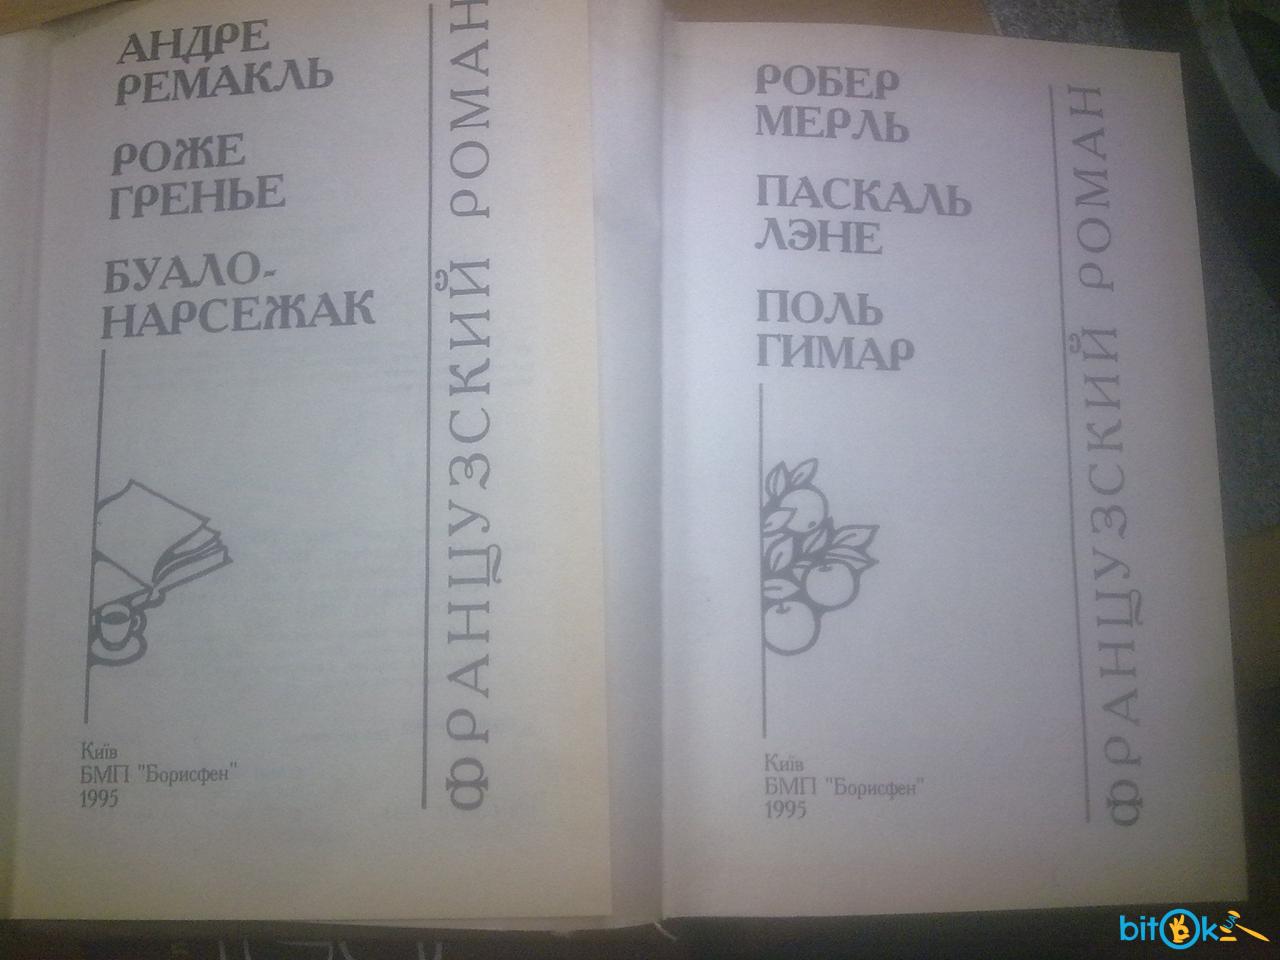 АНДРЕ
РЕМАКЛЬ
РОЖЕ
ГРЕНЬЕ
БУАЛО-
НАРСЕЖАК
Київ
БМП "Борисфен"
1995
ФРАНЦУЗСКИЙ РОМАН
РОБЕР
МЕРЛЬ
ПАСКАЛЬ
ЛЭНЕ
ПОЛЬ
ГИМАР
Київ
БМП "Борисфен"
1995
ФРАНЦУЗСКИЙ РОМАН
bitOk UA